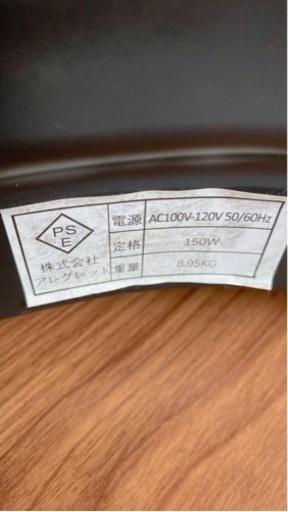 PS
E
株式会社
アレグレット
電源 AC100V-120V 50/60Hz
定格 150W
重量 8.95KG